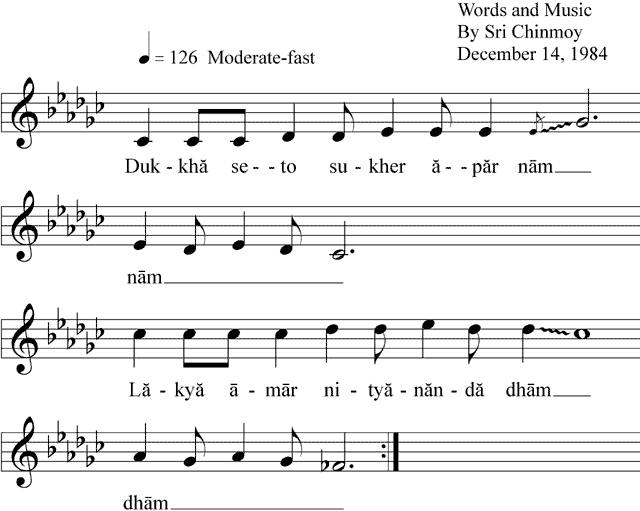 Words and Music
By Sri Chinmoy
December 14, 1984
= 126 Moderate-fast
Duk - khă se - - to su - kher ă - - păr nām
nām
Lă - kyă ā - mār ni - tyă - năn - dă dhām
dhām